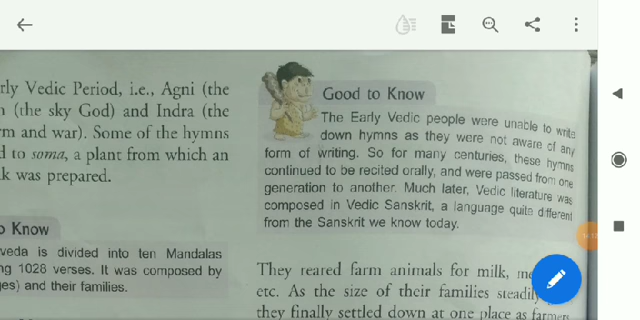 rly Vedic Period, i.e., Agni (the
(the sky God) and Indra (the
rm and war). Some of the hymns
d to soma, a plant from which an
k was prepared.
o Know
veda is divided into ten Mandalas
ng 1028 verses. It was composed by
ges) and their families.
Good to Know
The Early Vedic people were unable to write
down hymns as they were not aware of any
form of writing. So for many centuries, these hymns
continued to be recited orally, and were passed from one
generation to another. Much later, Vedic literature was
composed in Vedic Sanskrit, a language quite different
from the Sanskrit we know today.
They reared farm animals for milk,
etc. As the size of their families steadily
they finally settled down at one place as farmers